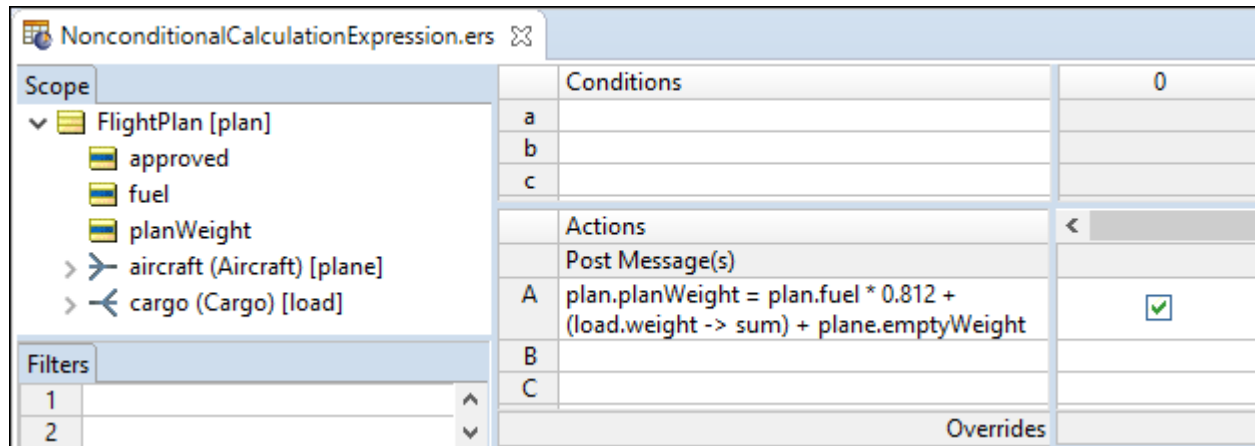 NonconditionalCalculationExpression.ers
Scope
FlightPlan [plan]
approved
fuel
planWeight
aircraft (Aircraft) [plane]
cargo (Cargo) [load]
Filters
1
2
Conditions 0
a
b
c
Actions
Post Message(s)
A plan.planWeight = plan.fuel * 0.812 +
(load.weight -> sum) + plane.emptyWeight
B
C
Overrides